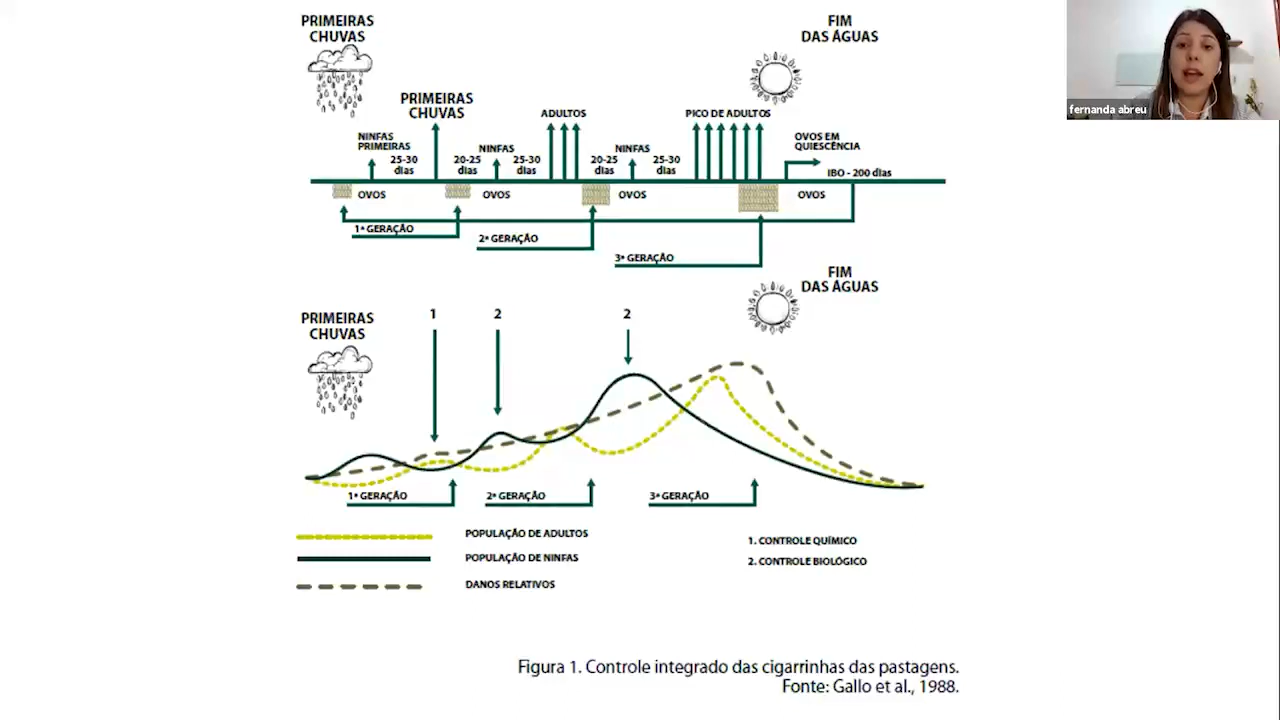 PRIMEIRAS
CHUVAS
FIM
DAS ÁGUAS
fernanda abreu
PRIMEIRAS
CHUVAS
ADULTOS
PICO DE ADULTOS
NINFAS
PRIMEIRAS
25-30
dias
20-25
dias
NINFAS
25-30
dias
20-25
dias
NINFAS
25-30
dias
OVOS EM
QUIESCÊNCIA
IBO - 200 dias
OVOS
OVOS
OVOS
OVOS
1ª GERAÇÃO
2ª GERAÇÃO
3ª GERAÇÃO
FIM
DAS ÁGUAS
PRIMEIRAS
CHUVAS
1
2
2
1ª GERAÇÃO
2ª GERAÇÃO
3ª GERAÇÃO
POPULAÇÃO DE ADULTOS
POPULAÇÃO DE NINFAS
DANOS RELATIVOS
1. CONTROLE QUÍMICO
2. CONTROLE BIOLÓGICO
Figura 1. Controle integrado das cigarrinhas das pastagens.
Fonte: Gallo et al., 1988.